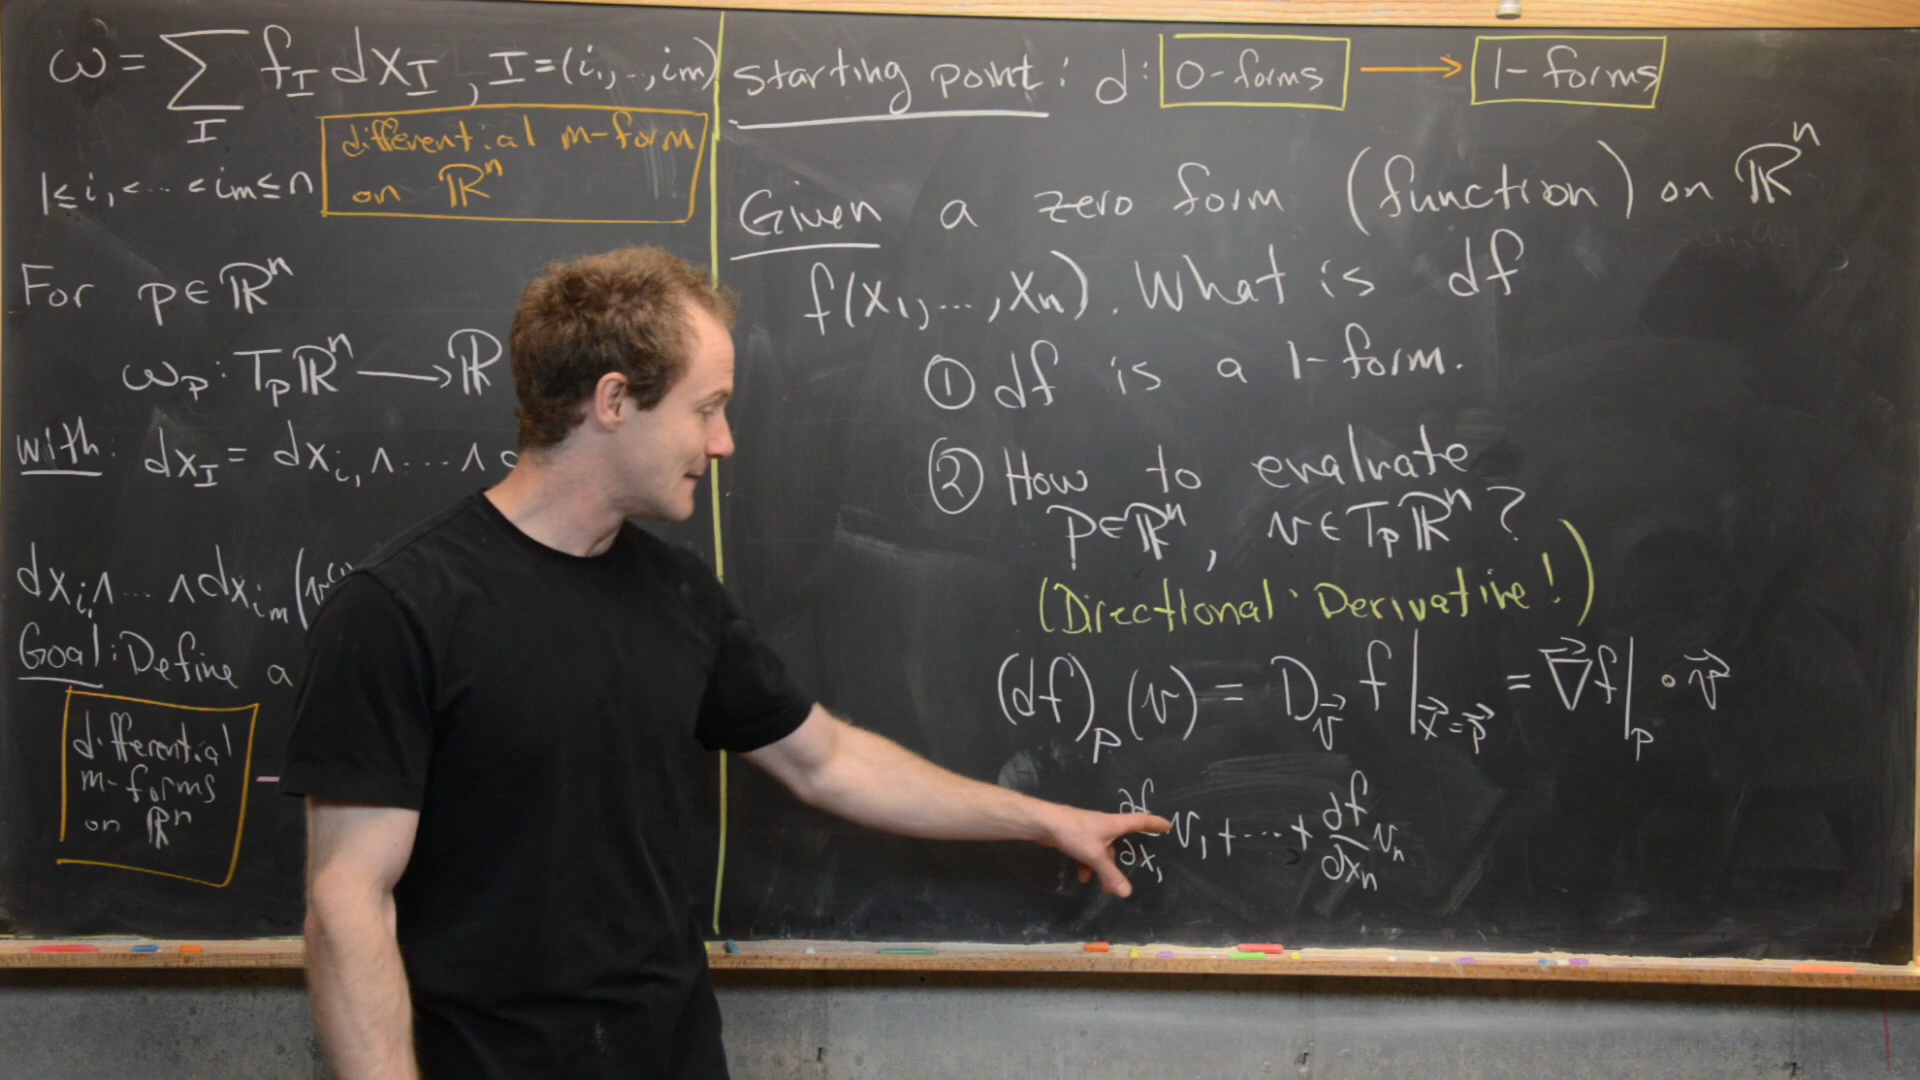 ω = ∑_I f_I dx_I, I=(i₁,..,im)
1≤i₁<...<im≤n
differential m-form
on ℝⁿ
For p∈ℝⁿ
ω_p : T_pℝⁿ ⟶ ℝ
with: dx_I = dx_i₁ ∧ ... ∧
dx_i₁ ∧ ... ∧ dx_im (
Goal: Define a
differential
m-forms
on ℝⁿ
starting point: d: 0-forms ⟶ 1-forms
Given a zero form (function) on ℝⁿ
f(x₁,...,xn). What is df
① df is a 1-form.
② How to evaluate
p∈ℝⁿ, v∈T_pℝⁿ?
(Directional Derivative!)
(df)_p(v) = D_v⃗ f|_x⃗=p⃗ = ∇⃗f|_p · v⃗
∂f/∂x₁ v₁ + ... + ∂f/∂xn vn